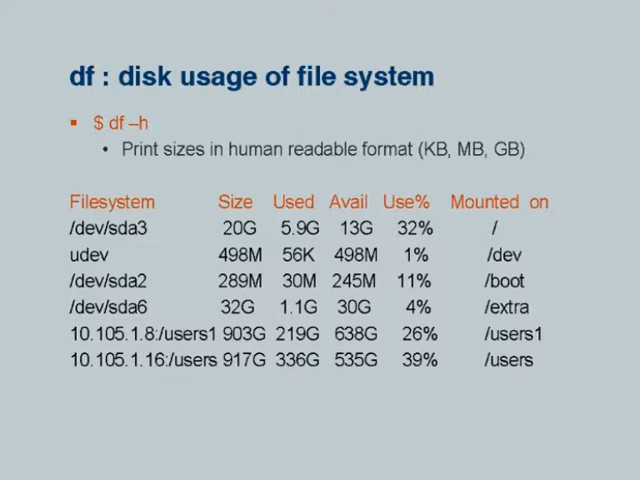 df : disk usage of file system
▪ $ df –h
• Print sizes in human readable format (KB, MB, GB)
Filesystem Size Used Avail Use% Mounted on
/dev/sda3 20G 5.9G 13G 32% /
udev 498M 56K 498M 1% /dev
/dev/sda2 289M 30M 245M 11% /boot
/dev/sda6 32G 1.1G 30G 4% /extra
10.105.1.8:/users1 903G 219G 638G 26% /users1
10.105.1.16:/users 917G 336G 535G 39% /users